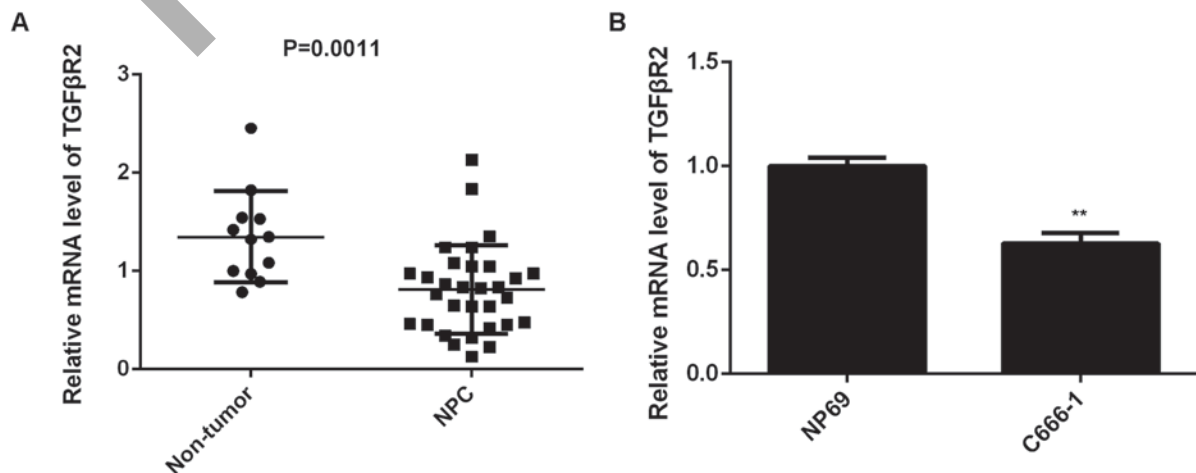 A
P=0.0011
Relative mRNA level of TGFβR2
3
2
1
0
Non-tumor
NPC
B
Relative mRNA level of TGFβR2
1.5
1.0
0.5
0.0
**
NP69
C666-1